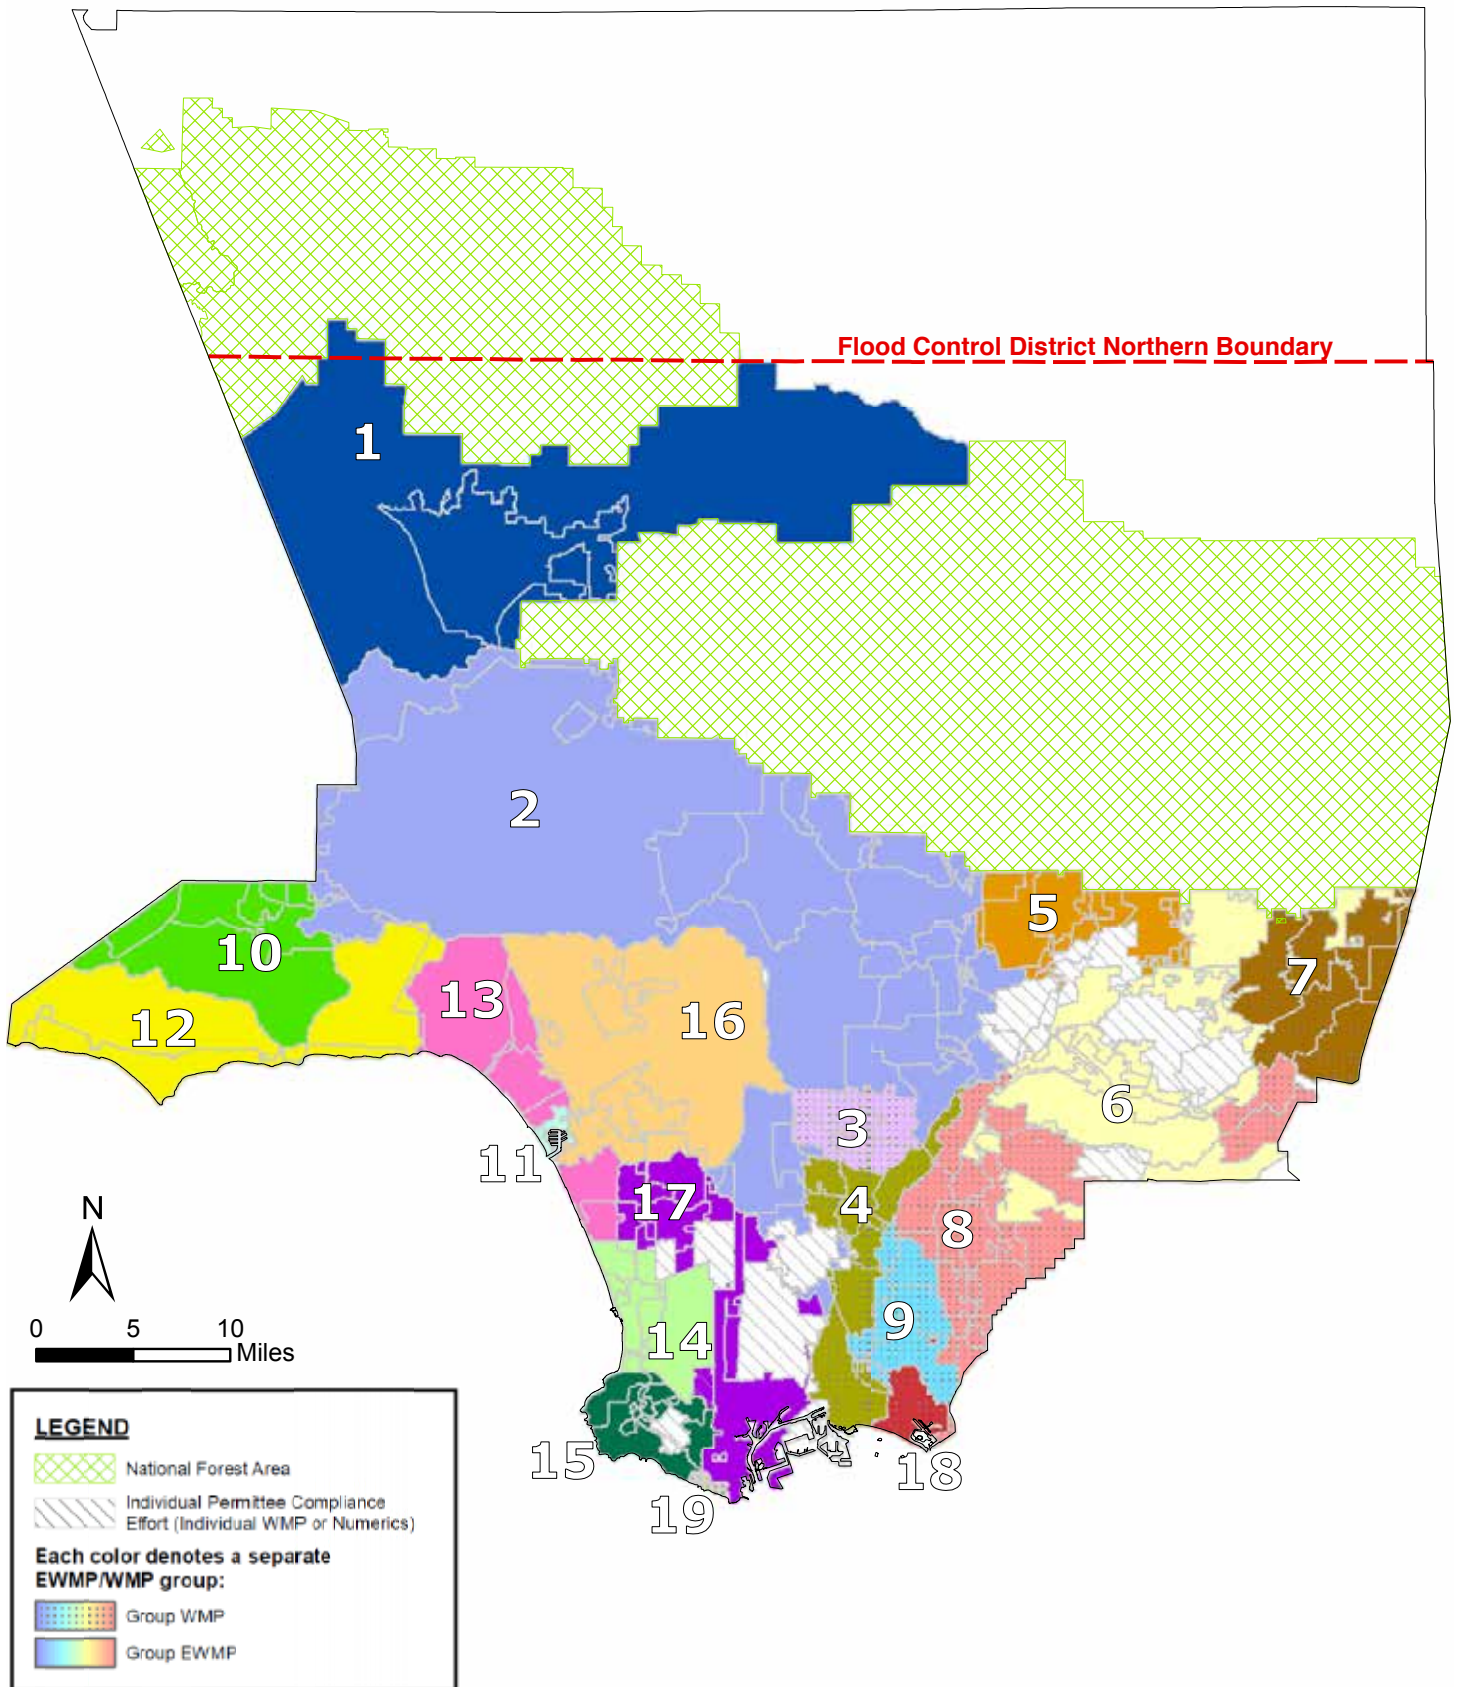 Flood Control District Northern Boundary
1
2
5
7
10
13
16
12
6
3
11
17
4
8
N
9
0 5 10
Miles
14
LEGEND
15
18
19
National Forest Area
Individual Permittee Compliance
Effort (Individual WMP or Numerics)
Each color denotes a separate
EWMP/WMP group:
Group WMP
Group EWMP